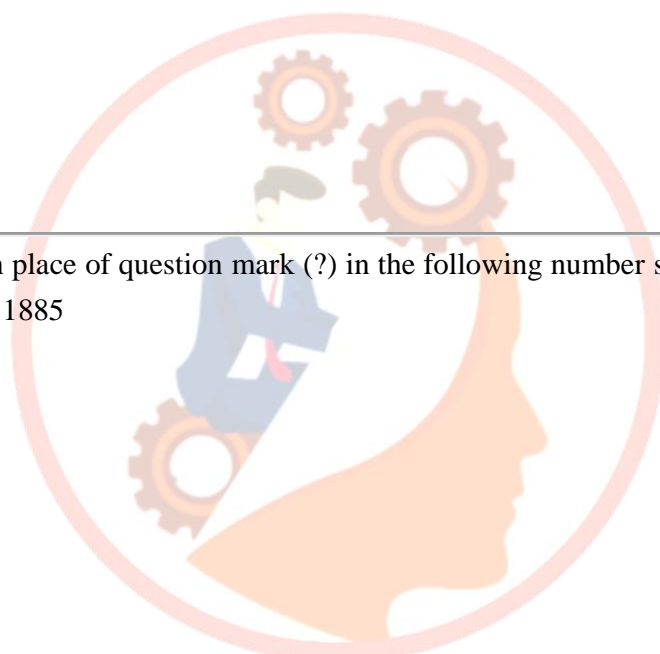 place of question mark (?) in the following number
1885